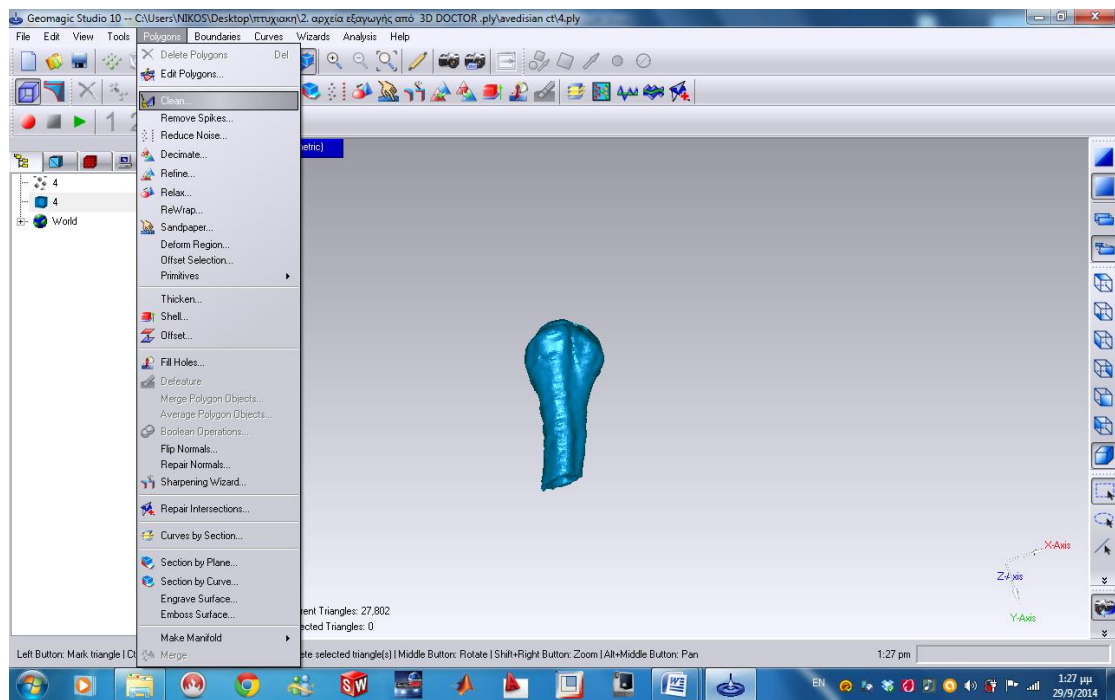 Geomagic Studio 10 -- C:\Users\NIKOS\Desktop\πτυχιακη\2. αρχεία εξαγωγής από 3D DOCTOR .ply\avedisian ct\4.ply
File Edit View Tools Polygons Boundaries Curves Wizards Analysis Help
Delete Polygons Del
Edit Polygons...
Clean...
Remove Spikes...
Reduce Noise...
Decimate...
Refine...
Relax...
ReWrap...
Sandpaper...
Deform Region...
Offset Selection...
Primitives
Thicken...
Shell...
Offset...
Fill Holes...
Defeature
Merge Polygon Objects...
Average Polygon Objects...
Boolean Operations...
Flip Normals...
Repair Normals...
Sharpening Wizard...
Repair Intersections...
Curves by Section...
Section by Plane...
Section by Curve...
Engrave Surface...
Emboss Surface...
Make Manifold
Merge
1 2
etric)
4
4
World
X-Axis
Z-Axis
Y-Axis
rent Triangles: 27,802
ected Triangles: 0
Left Button: Mark triangle | Ct
ete selected triangle(s) | Middle Button: Rotate | Shift+Right Button: Zoom | Alt+Middle Button: Pan
1:27 pm
SW
EN
1:27 μμ
29/9/2014